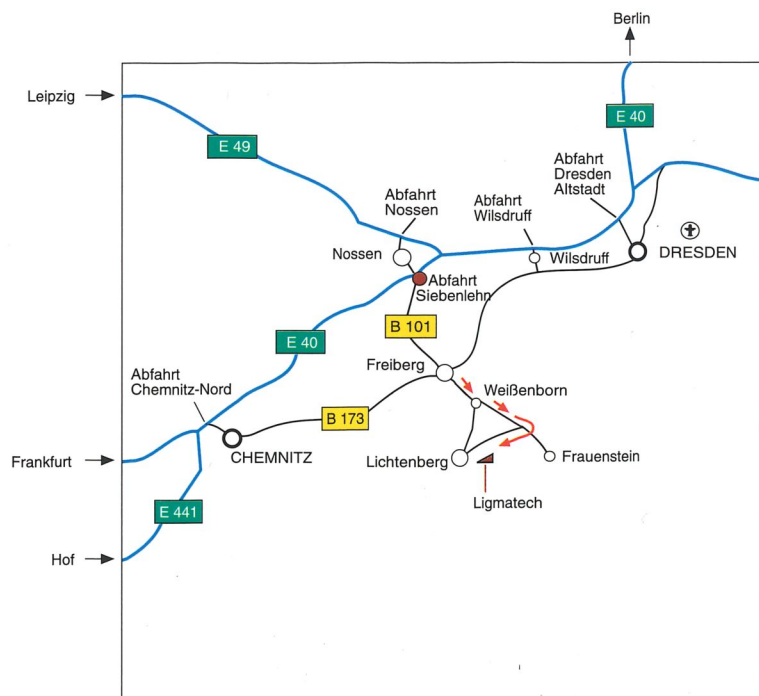 Berlin
Leipzig
E 40
E 49
Abfahrt
Dresden
Altstadt
Abfahrt
Nossen
Abfahrt
Wilsdruff
Nossen
Wilsdruff
DRESDEN
Abfahrt
Siebenlehn
B 101
E 40
Freiberg
Abfahrt
Chemnitz-Nord
Weißenborn
B 173
CHEMNITZ
Frankfurt
Lichtenberg
Frauenstein
Ligmatech
E 441
Hof